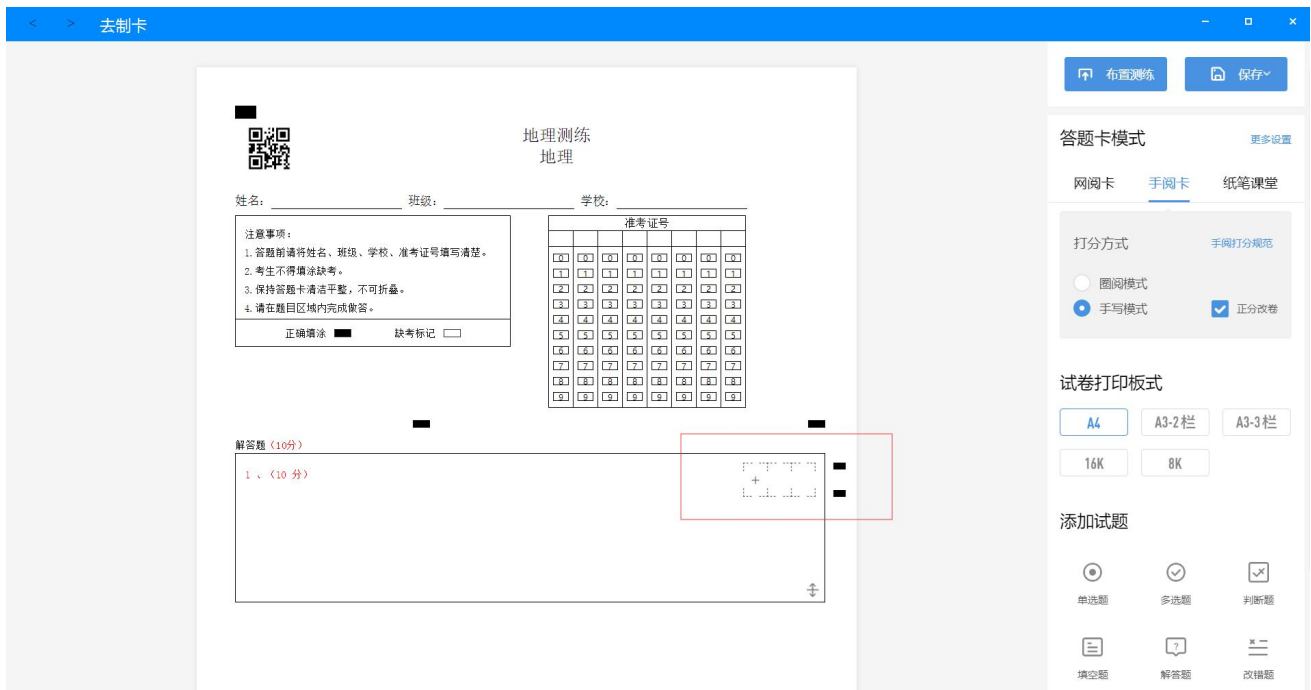 < > 去制卡
布置测练 保存
答题卡模式 更多设置
网阅卡 手阅卡 纸笔课堂
打分方式 手阅打分规范
圈阅模式
手写模式 正分改卷
试卷打印板式
A4 A3-2栏 A3-3栏
16K 8K
添加试题
单选题 多选题 判断题
填空题 解答题 改错题
地理测练
地理
姓名: 班级: 学校:
注意事项:
1.答题前请将姓名、班级、学校、准考证号填写清楚。
2.考生不得填涂缺考。
3.保持答题卡清洁平整,不可折叠。
4.请在题目区域内完成做答。
正确填涂 缺考标记
准考证号
0 0 0 0 0 0 0 0
1 1 1 1 1 1 1 1
2 2 2 2 2 2 2 2
3 3 3 3 3 3 3 3
4 4 4 4 4 4 4 4
5 5 5 5 5 5 5 5
6 6 6 6 6 6 6 6
7 7 7 7 7 7 7 7
8 8 8 8 8 8 8 8
9 9 9 9 9 9 9 9
解答题(10分)
1 、(10 分)
+